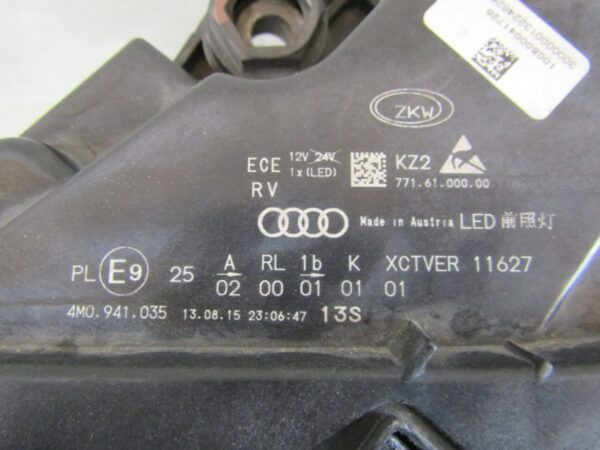 10080004726
ZKW
ECE 12V 24V KZ2
RV 1x(LED) 771.61.000.00
Made in Austria LED 前照灯
PL E9 25 A RL 1b K XCTVER 11627
02 00 01 01 01
4M0.941.035 13.08.15 23:06:47 13S